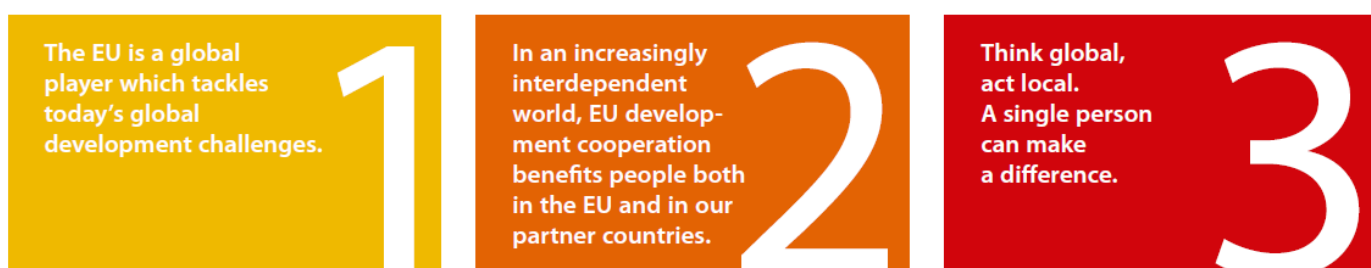 The EU is a global
player which tackles
today's global
development challenges.
1
In an increasingly
interdependent
world, EU develop-
ment cooperation
benefits people both
in the EU and in our
partner countries.
2
Think global,
act local.
A single person
can make
a difference.
3